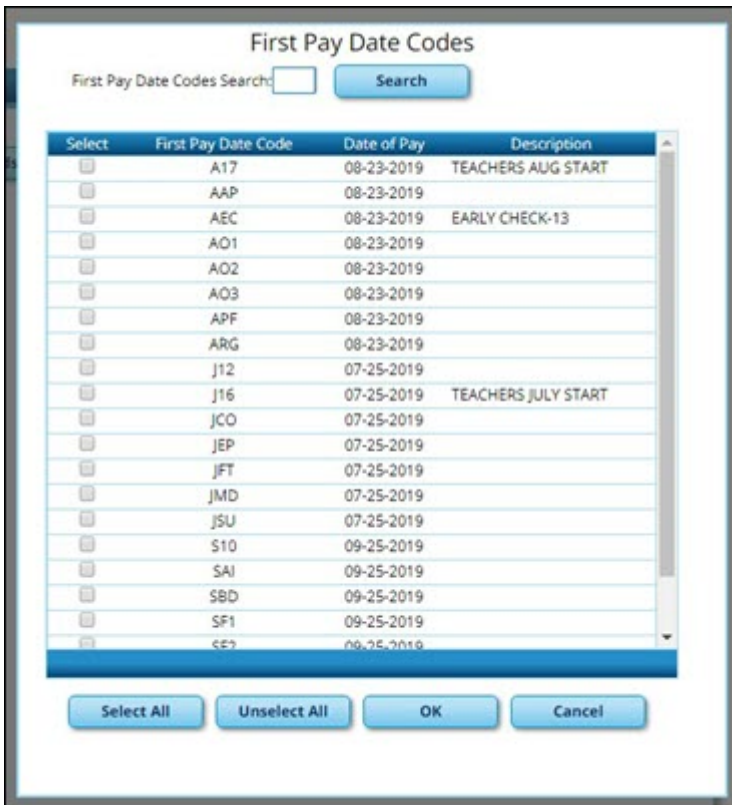 First Pay Date Codes
First Pay Date Codes Search: Search
Select First Pay Date Code Date of Pay Description
A17 08-23-2019 TEACHERS AUG START
AAP 08-23-2019
AEC 08-23-2019 EARLY CHECK-13
AO1 08-23-2019
AO2 08-23-2019
AO3 08-23-2019
APF 08-23-2019
ARG 08-23-2019
J12 07-25-2019
J16 07-25-2019 TEACHERS JULY START
JCO 07-25-2019
JEP 07-25-2019
JFT 07-25-2019
JMD 07-25-2019
JSU 07-25-2019
S10 09-25-2019
SAI 09-25-2019
SBD 09-25-2019
SF1 09-25-2019
SF2 09-25-2019
Select All Unselect All OK Cancel